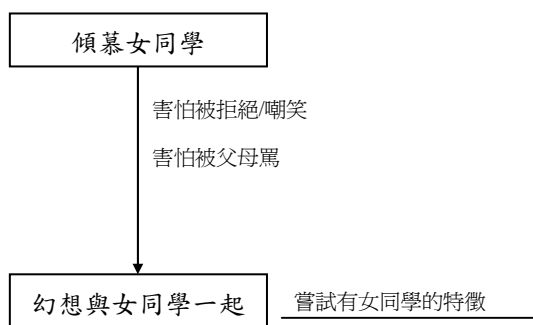 傾慕女同學
害怕被拒絕/嘲笑
害怕被父母罵
幻想與女同學一起
嘗試有女同學的特徵